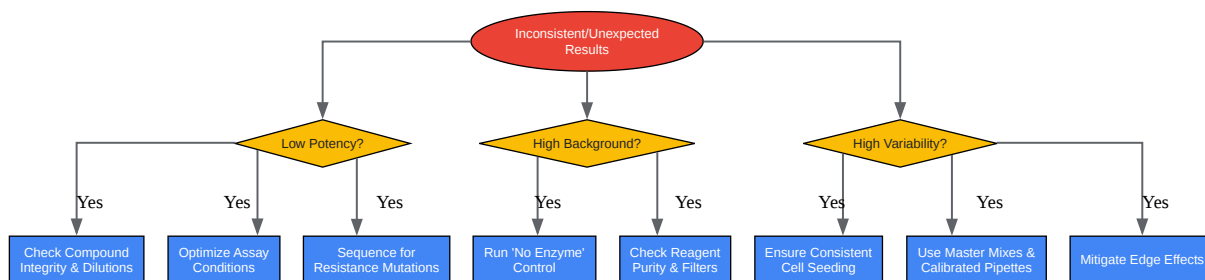 Inconsistent/Unexpected
Results
Low Potency?
High Background?
High Variability?
Yes
Yes
Yes
Yes
Yes
Yes
Yes
Yes
Check Compound
Integrity & Dilutions
Optimize Assay
Conditions
Sequence for
Resistance Mutations
Run 'No Enzyme'
Control
Check Reagent
Purity & Filters
Ensure Consistent
Cell Seeding
Use Master Mixes &
Calibrated Pipettes
Mitigate Edge Effects